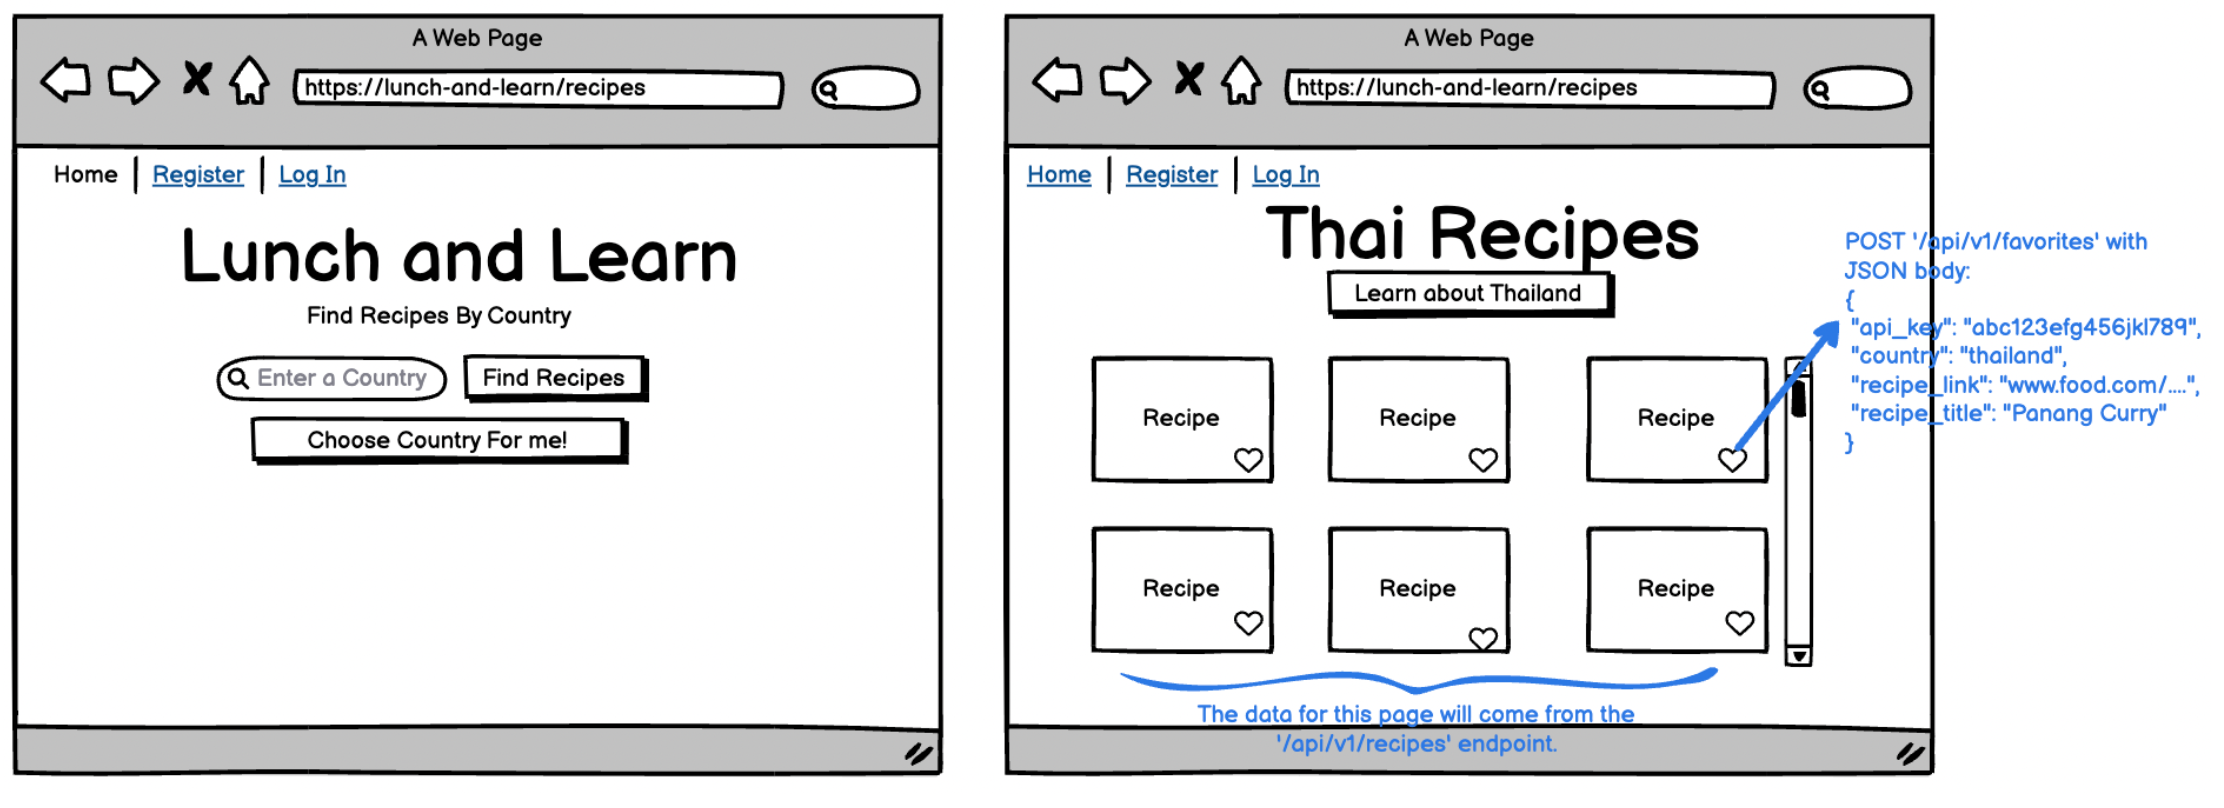 A Web Page
https://lunch-and-learn/recipes
Home | Register | Log In
Lunch and Learn
Find Recipes By Country
Enter a Country
Find Recipes
Choose Country For me!
A Web Page
https://lunch-and-learn/recipes
Home | Register | Log In
Thai Recipes
Learn about Thailand
Recipe
Recipe
Recipe
Recipe
Recipe
Recipe
POST '/api/v1/favorites' with
JSON body:
{
"api_key": "abc123efg456jkl789",
"country": "thailand",
"recipe_link": "www.food.com/....",
"recipe_title": "Panang Curry"
}
The data for this page will come from the
'/api/v1/recipes' endpoint.